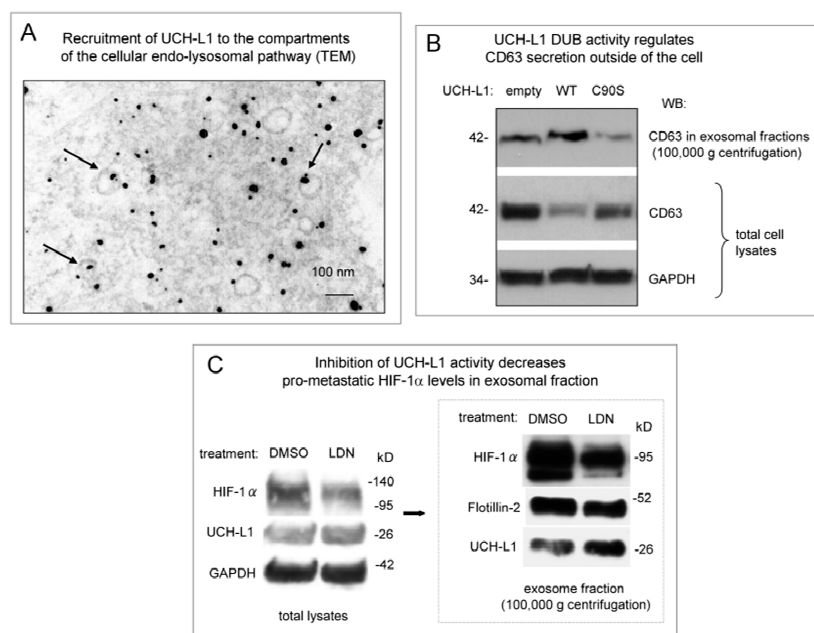 A
Recruitment of UCH-L1 to the compartments
of the cellular endo-lysosomal pathway (TEM)
100 nm
B
UCH-L1 DUB activity regulates
CD63 secretion outside of the cell
UCH-L1: empty WT C90S
WB:
42- CD63 in exosomal fractions
(100,000 g centrifugation)
42- CD63
total cell
lysates
34- GAPDH
C
Inhibition of UCH-L1 activity decreases
pro-metastatic HIF-1α levels in exosomal fraction
treatment: DMSO LDN kD
HIF-1α -140
-95
UCH-L1 -26
GAPDH -42
total lysates
treatment: DMSO LDN kD
HIF-1α -95
Flotillin-2 -52
UCH-L1 -26
exosome fraction
(100,000 g centrifugation)